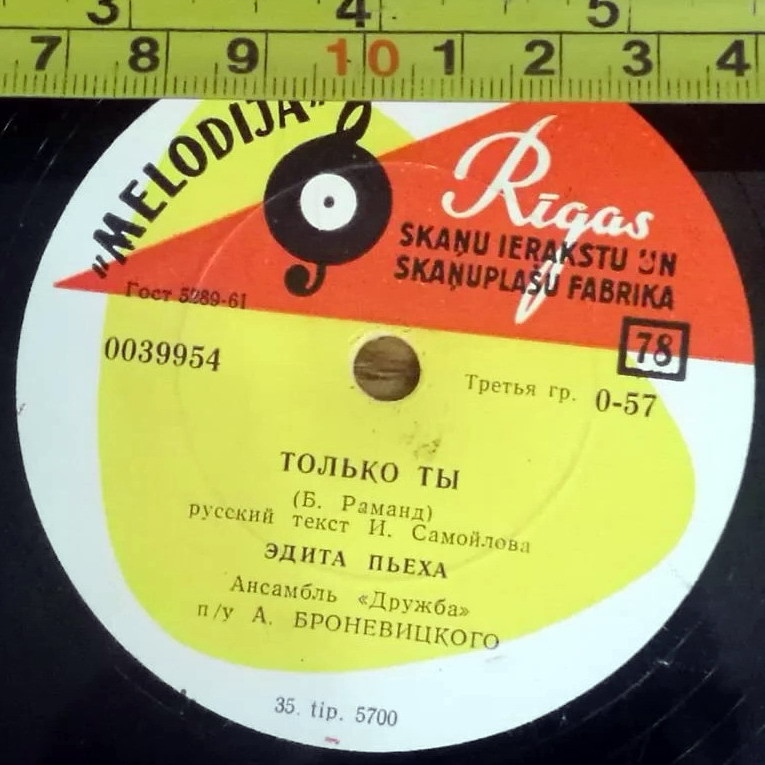 3 4 5
7 8 9 10 1 2 3 4
"MELODIJA"
Rīgas
SKAŅU IERAKSTU UN
SKAŅUPLAŠU FABRIKA
Гост 5289-61
78
0039954
Третья гр. 0-57
ТОЛЬКО ТЫ
(Б. Раманд)
русский текст И. Самойлова
ЭДИТА ПЬЕХА
Ансамбль «Дружба»
п/у А. БРОНЕВИЦКОГО
35. tip. 5700